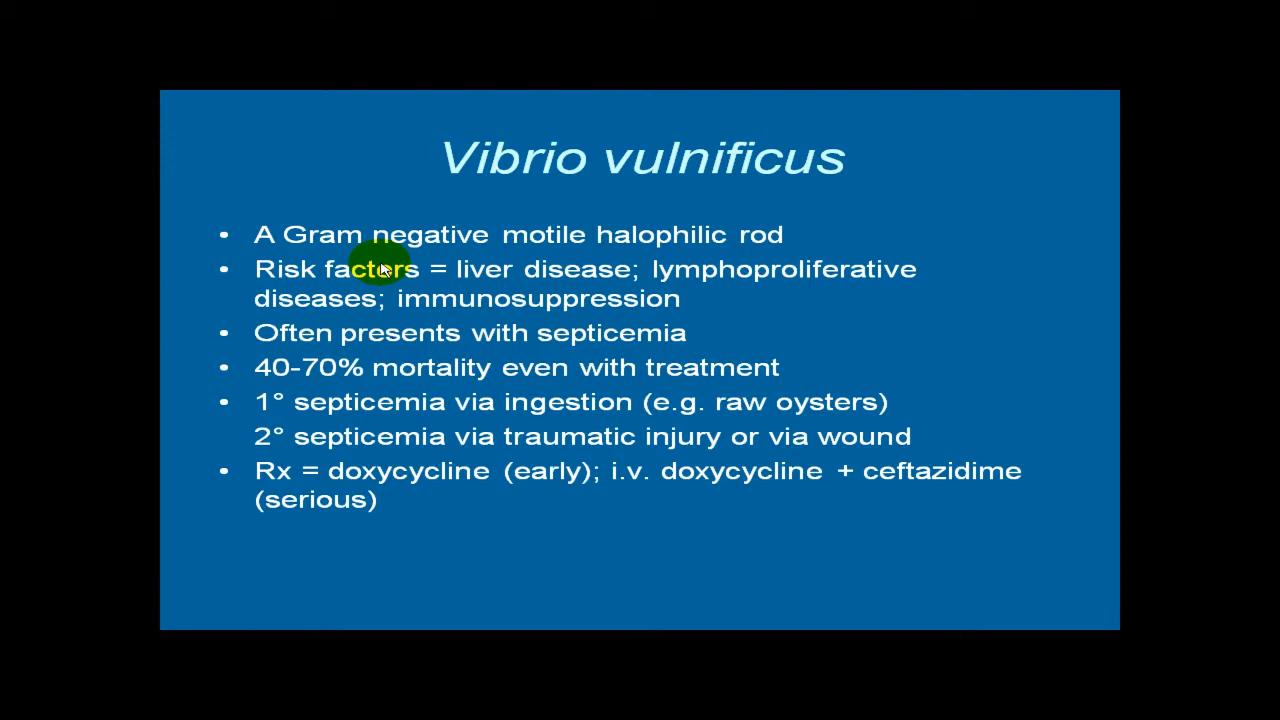 Vibrio vulnificus
• A Gram negative motile halophilic rod
• Risk factors = liver disease; lymphoproliferative
diseases; immunosuppression
• Often presents with septicemia
• 40-70% mortality even with treatment
• 1° septicemia via ingestion (e.g. raw oysters)
2° septicemia via traumatic injury or via wound
• Rx = doxycycline (early); i.v. doxycycline + ceftazidime
(serious)